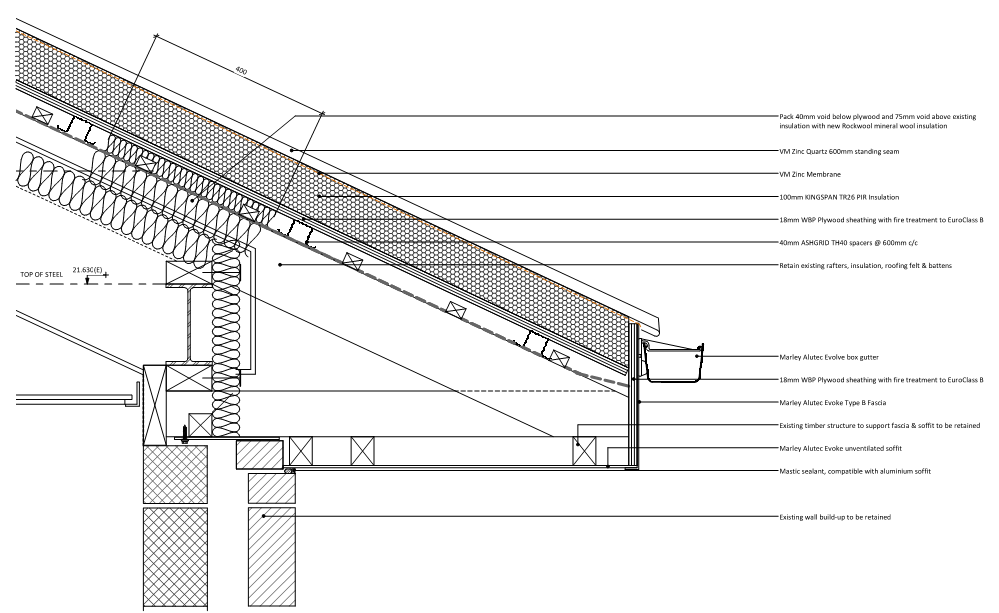 400
Pack 40mm void below plywood and 75mm void above existing
insulation with new Rockwool mineral wool insulation
VM Zinc Quartz 600mm standing seam
VM Zinc Membrane
100mm KINGSPAN TR26 PIR Insulation
18mm WBP Plywood sheathing with fire treatment to EuroClass B
40mm ASHGRID TH40 spacers @ 600mm c/c
Retain existing rafters, insulation, roofing felt & battens
TOP OF STEEL 21.630(E)
Marley Alutec Evolve box gutter
18mm WBP Plywood sheathing with fire treatment to EuroClass B
Marley Alutec Evoke Type B Fascia
Existing timber structure to support fascia & soffit to be retained
Marley Alutec Evoke unventilated soffit
Mastic sealant, compatible with aluminium soffit
Existing wall build-up to be retained